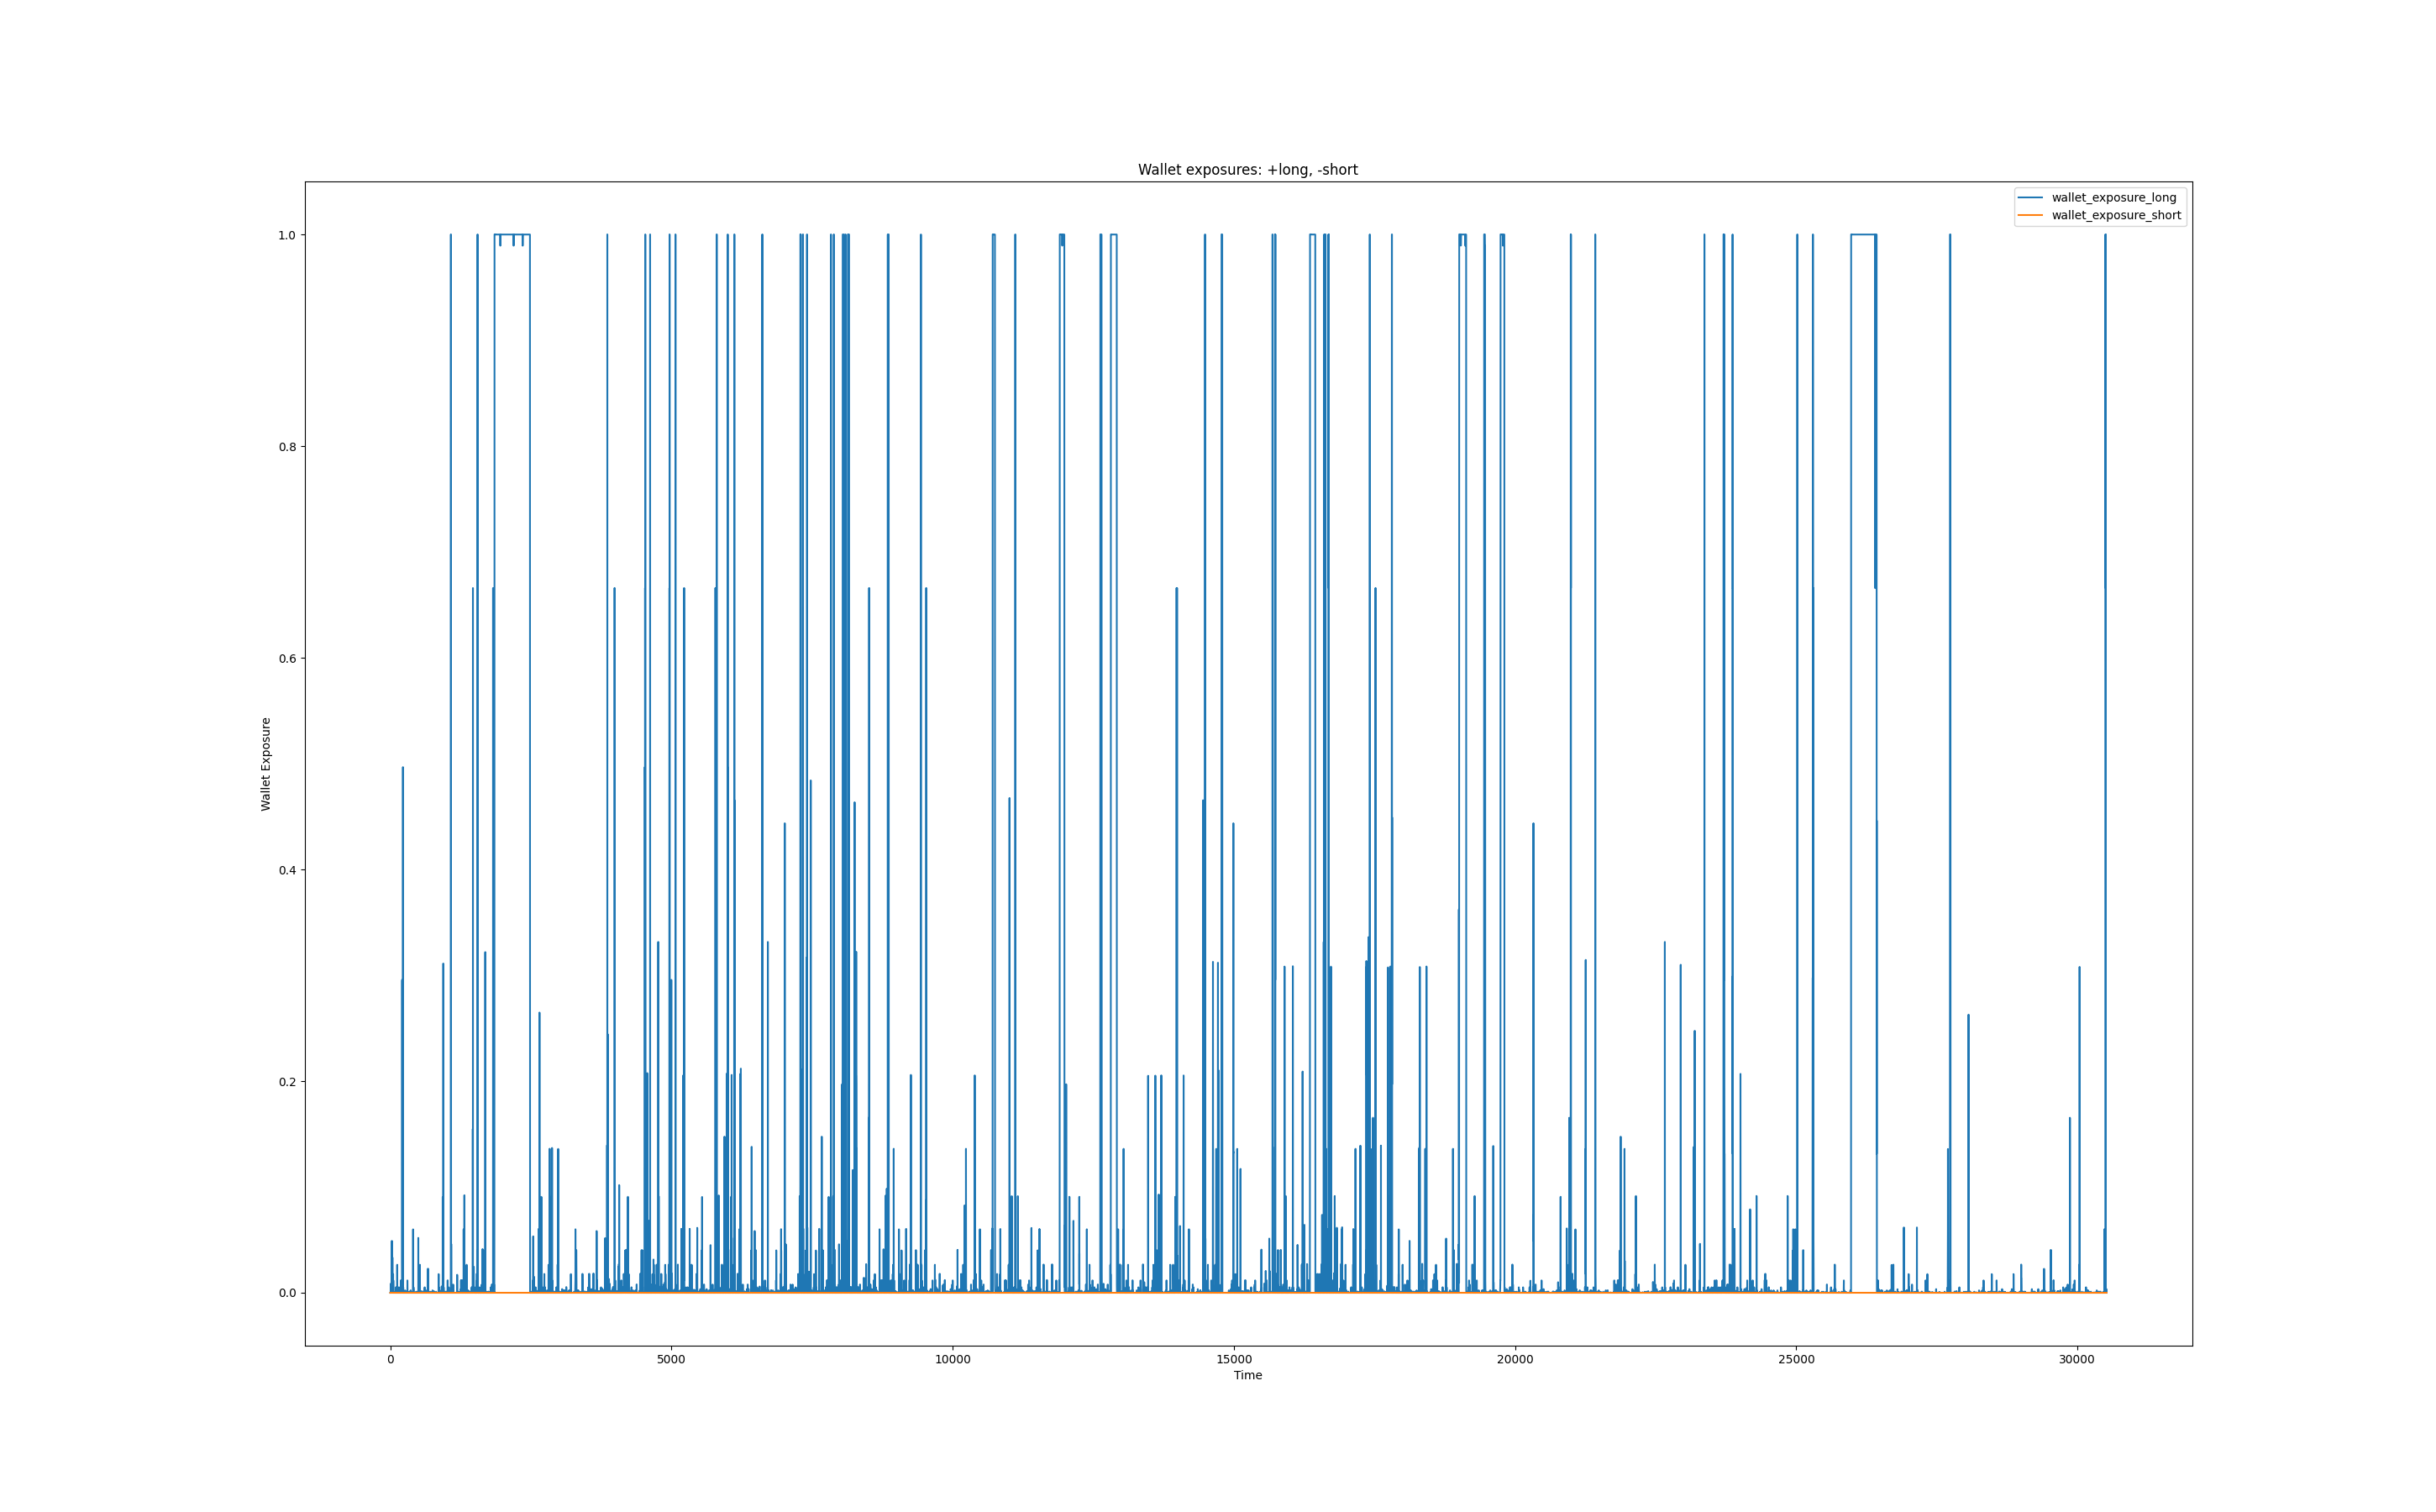 Wallet exposures: +long, -short
wallet_exposure_long
wallet_exposure_short
1.0
0.8
0.6
0.4
0.2
0.0
Wallet Exposure
0 5000 10000 15000 20000 25000 30000
Time